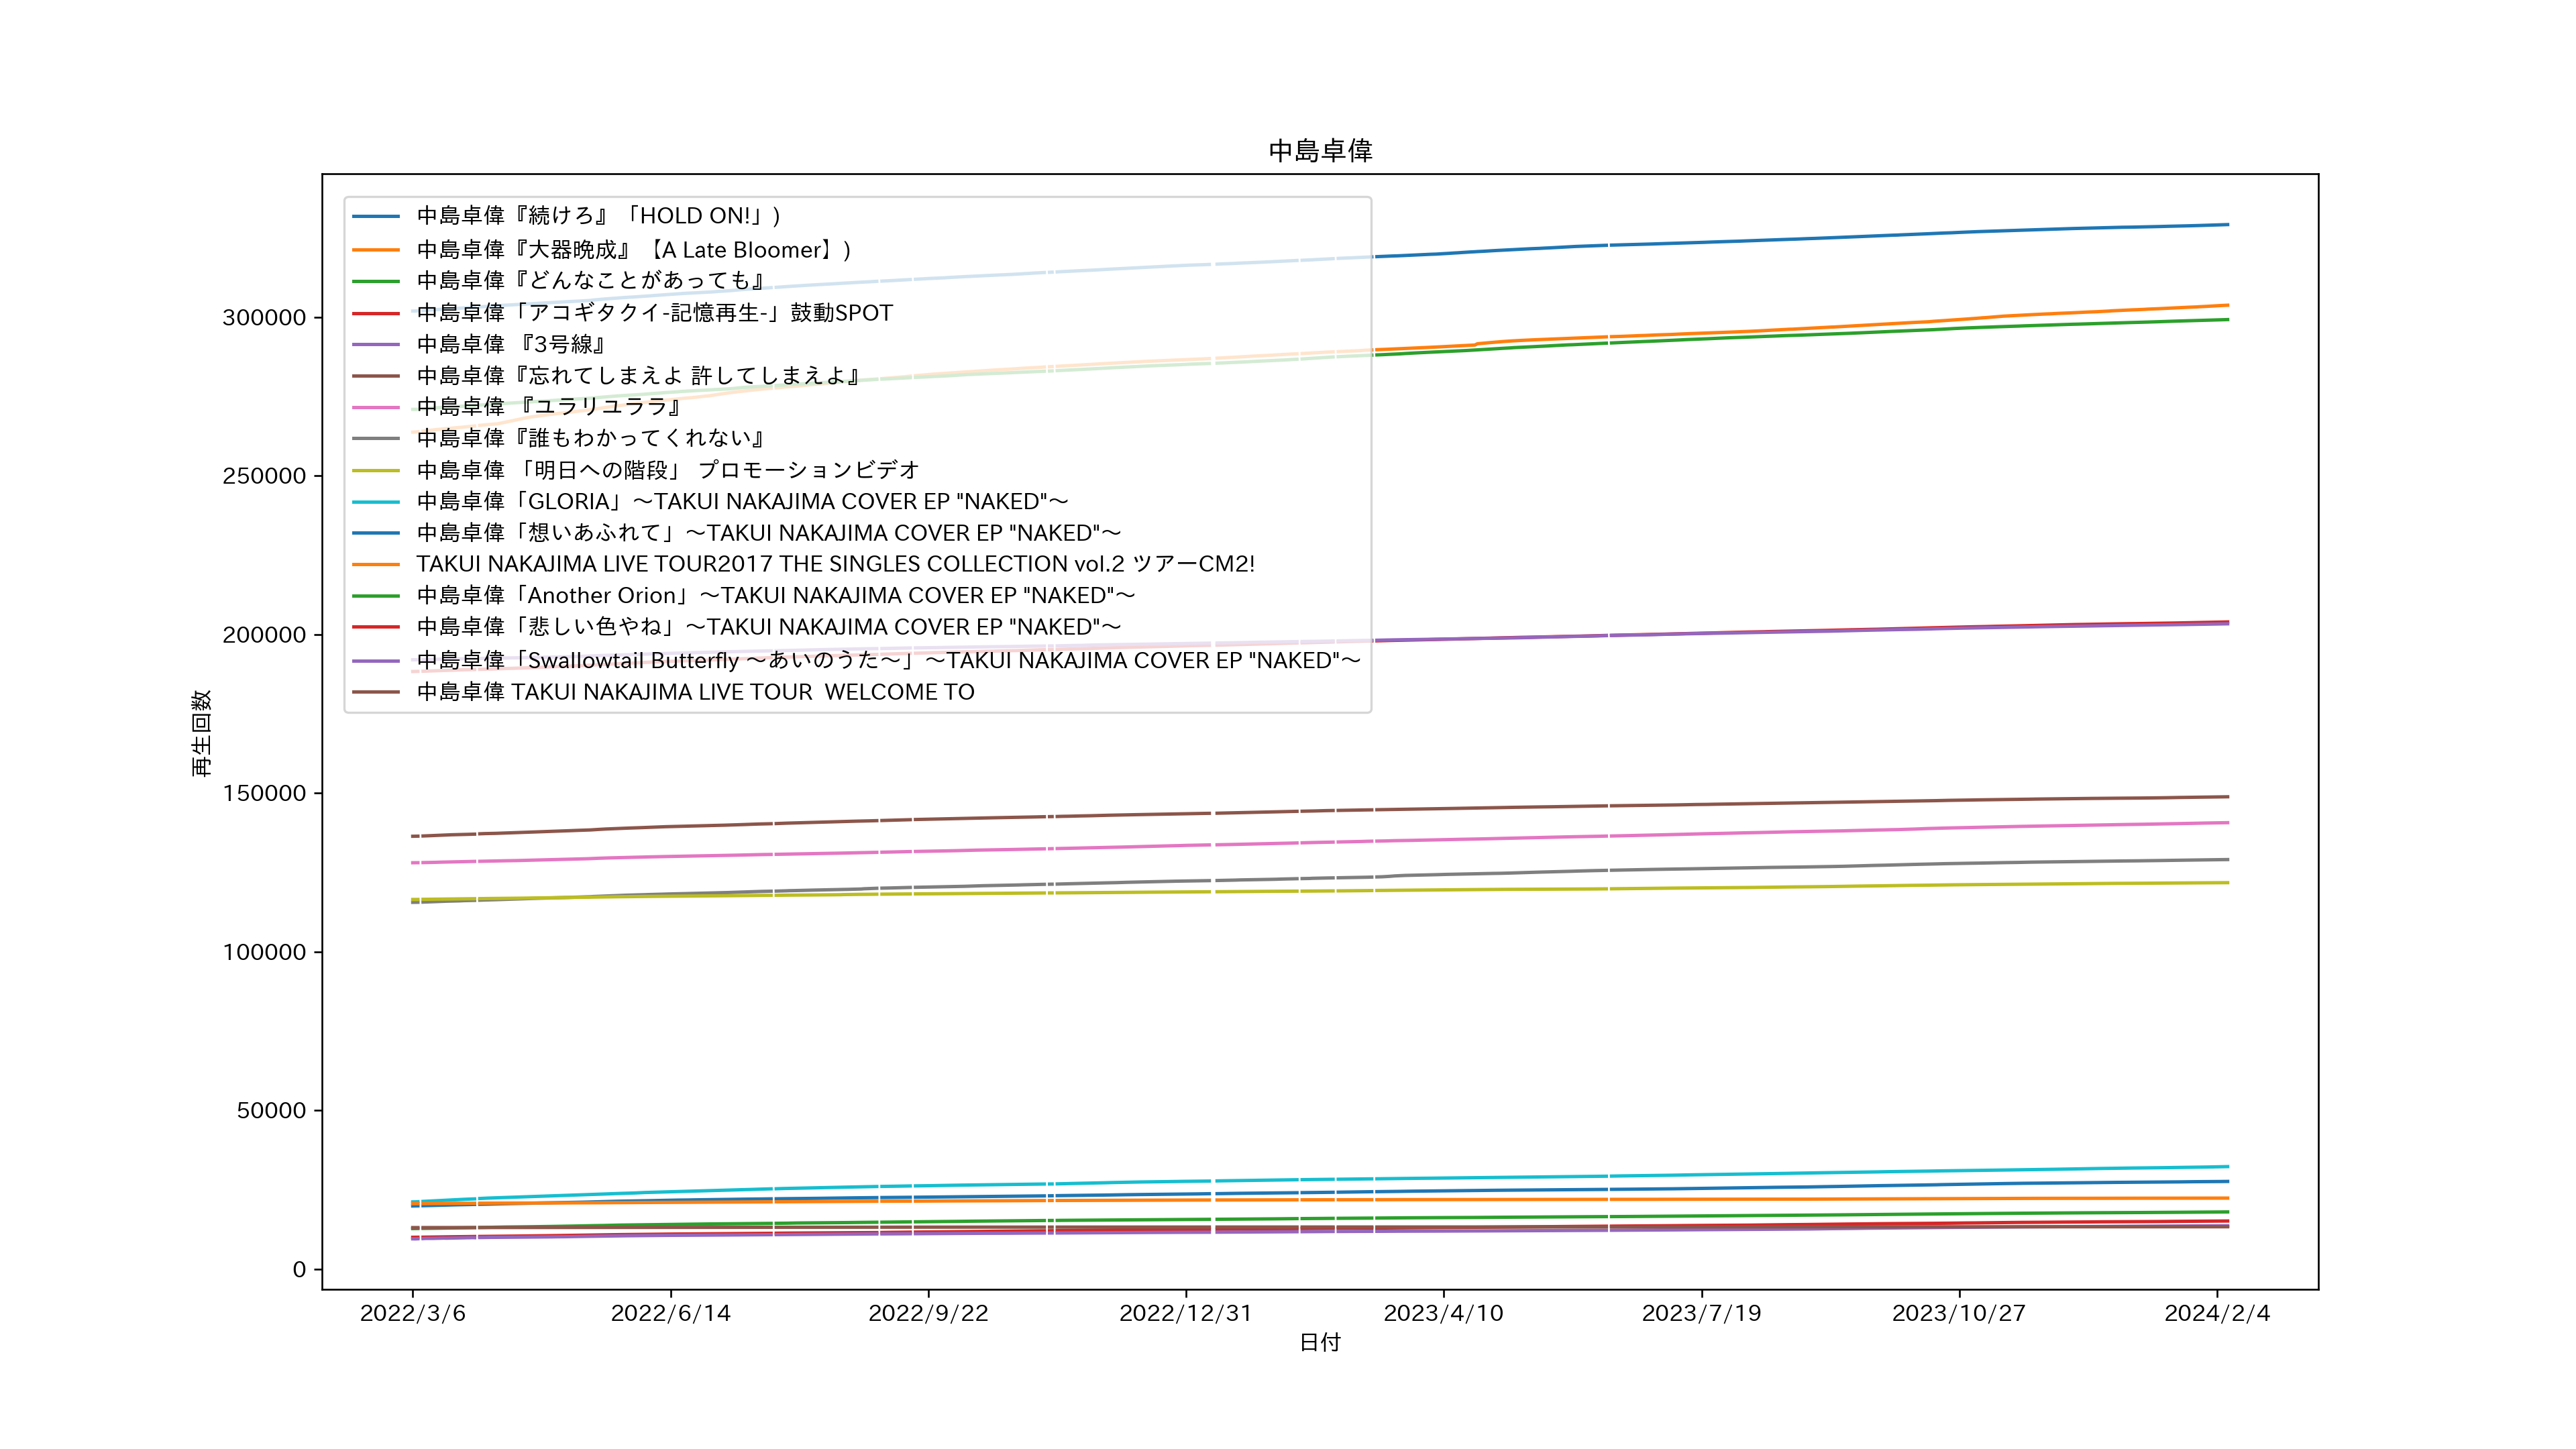 中島卓偉
中島卓偉『続けろ』「HOLD ON!」)
中島卓偉『大器晩成』【A Late Bloomer】)
中島卓偉『どんなことがあっても』
中島卓偉「アコギタクイ-記憶再生-」鼓動SPOT
中島卓偉 『3号線』
中島卓偉『忘れてしまえよ 許してしまえよ』
中島卓偉 『ユラリユララ』
中島卓偉『誰もわかってくれない』
中島卓偉 「明日への階段」 プロモーションビデオ
中島卓偉「GLORIA」～TAKUI NAKAJIMA COVER EP "NAKED"～
中島卓偉「想いあふれて」～TAKUI NAKAJIMA COVER EP "NAKED"～
TAKUI NAKAJIMA LIVE TOUR2017 THE SINGLES COLLECTION vol.2 ツアーCM2!
中島卓偉「Another Orion」～TAKUI NAKAJIMA COVER EP "NAKED"～
中島卓偉「悲しい色やね」～TAKUI NAKAJIMA COVER EP "NAKED"～
中島卓偉「Swallowtail Butterfly ～あいのうた～」～TAKUI NAKAJIMA COVER EP "NAKED"～
中島卓偉 TAKUI NAKAJIMA LIVE TOUR  WELCOME TO
300000
250000
200000
150000
100000
50000
0
再生回数
2022/3/6 2022/6/14 2022/9/22 2022/12/31 2023/4/10 2023/7/19 2023/10/27 2024/2/4
日付